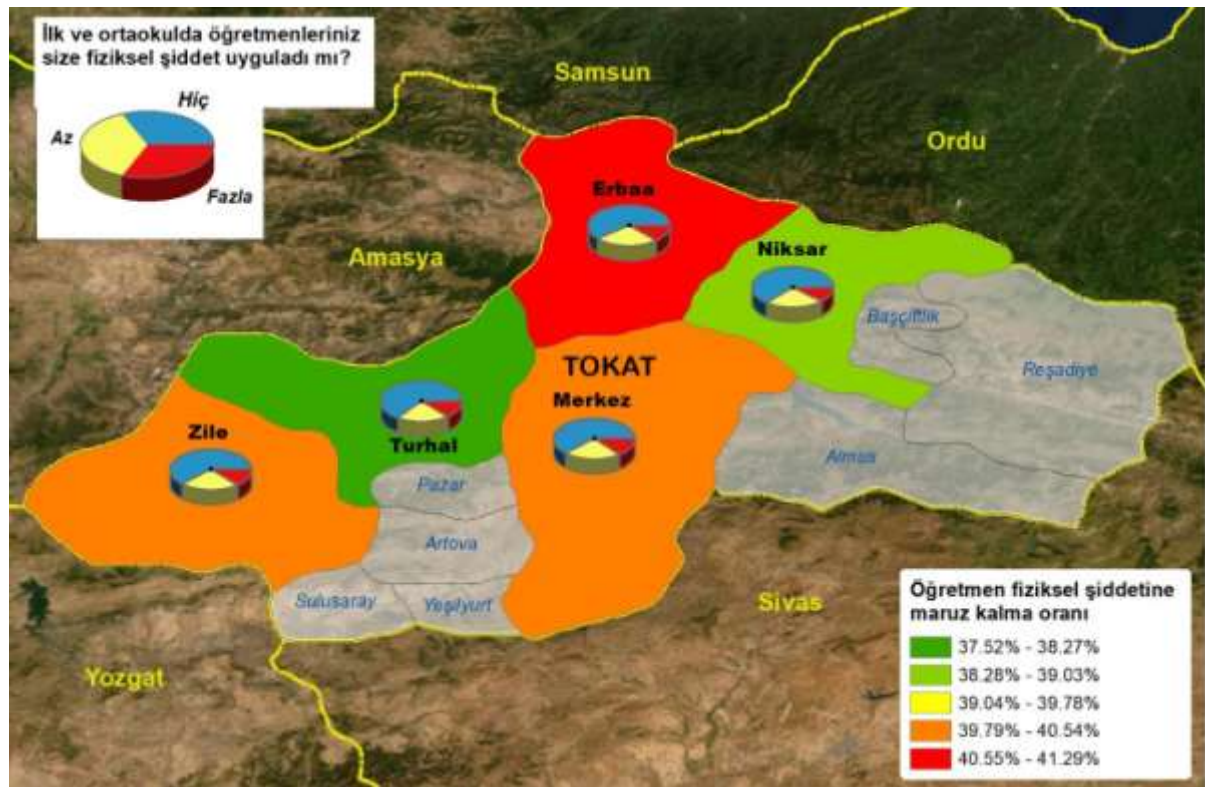 İlk ve ortaokulda öğretmenleriniz
size fiziksel şiddet uyguladı mı?
Hiç
Az
Fazla
Samsun
Ordu
Amasya
Erbaa
Niksar
Başçiftlik
Reşadiye
TOKAT
Merkez
Zile
Turhal
Almus
Pazar
Artova
Sulusaray
Yeşilyurt
Sivas
Yozgat
Öğretmen fiziksel şiddetine
maruz kalma oranı
37.52% - 38.27%
38.28% - 39.03%
39.04% - 39.78%
39.79% - 40.54%
40.55% - 41.29%